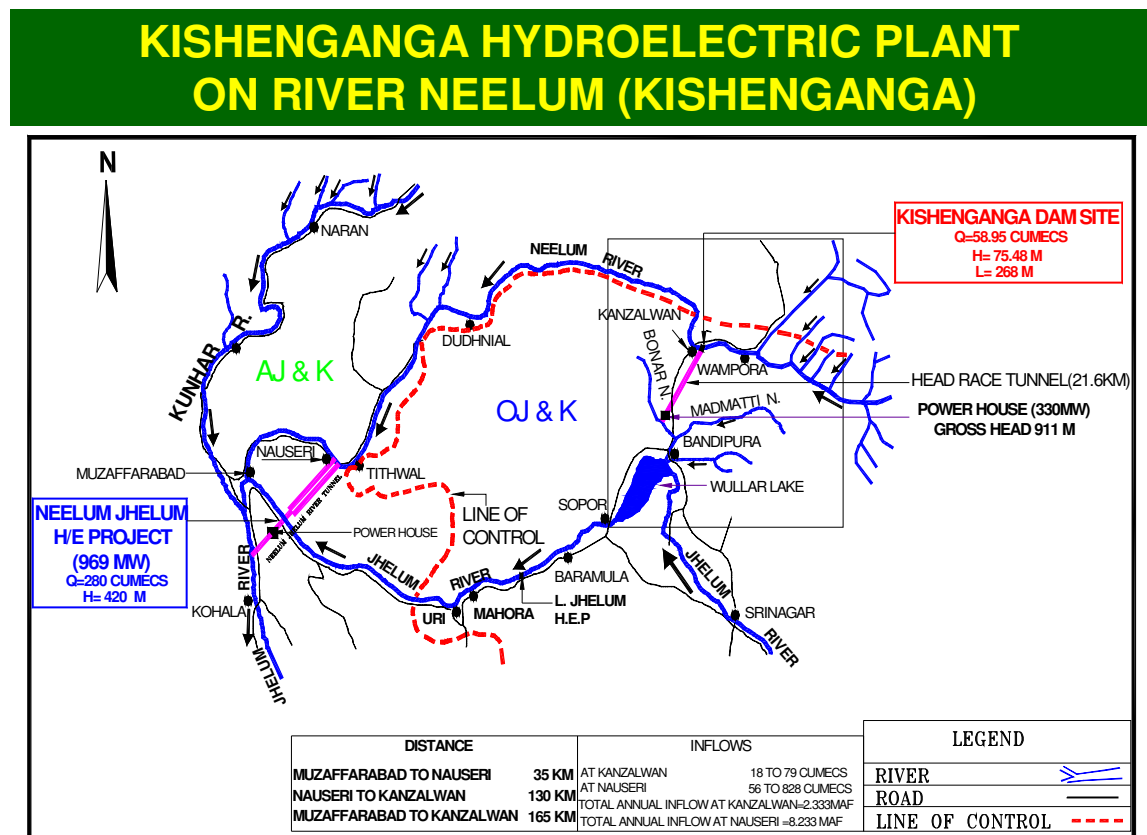 KISHENGANGA HYDROELECTRIC PLANT
ON RIVER NEELUM (KISHENGANGA)
N
NARAN
KUNHAR R.
AJ & K
NEELUM RIVER
DUDHNIAL
KISHENGANGA DAM SITE
Q=58.95 CUMECS
H= 75.48 M
L= 268 M
KANZALWAN
WAMPORA
BONAR N.
HEAD RACE TUNNEL(21.6KM)
MADMATTI N.
POWER HOUSE (330MW)
GROSS HEAD 911 M
OJ & K
BANDIPURA
WULLAR LAKE
NAUSERI
MUZAFFARABAD
TITHWAL
SOPOR
LINE OF
CONTROL
NEELUM JHELUM
H/E PROJECT
(969 MW)
Q=280 CUMECS
H= 420 M
POWER HOUSE
JHELUM RIVER
BARAMULA
L. JHELUM
H.E.P
MAHORA
URI
JHELUM RIVER
SRINAGAR
RIVER
KOHALA
JHELUM
DISTANCE
MUZAFFARABAD TO NAUSERI 35 KM
NAUSERI TO KANZALWAN 130 KM
MUZAFFARABAD TO KANZALWAN 165 KM
INFLOWS
AT KANZALWAN 18 TO 79 CUMECS
AT NAUSERI 56 TO 828 CUMECS
TOTAL ANNUAL INFLOW AT KANZALWAN=2.333MAF
TOTAL ANNUAL INFLOW AT NAUSERI =8.233 MAF
LEGEND
RIVER
ROAD
LINE OF CONTROL